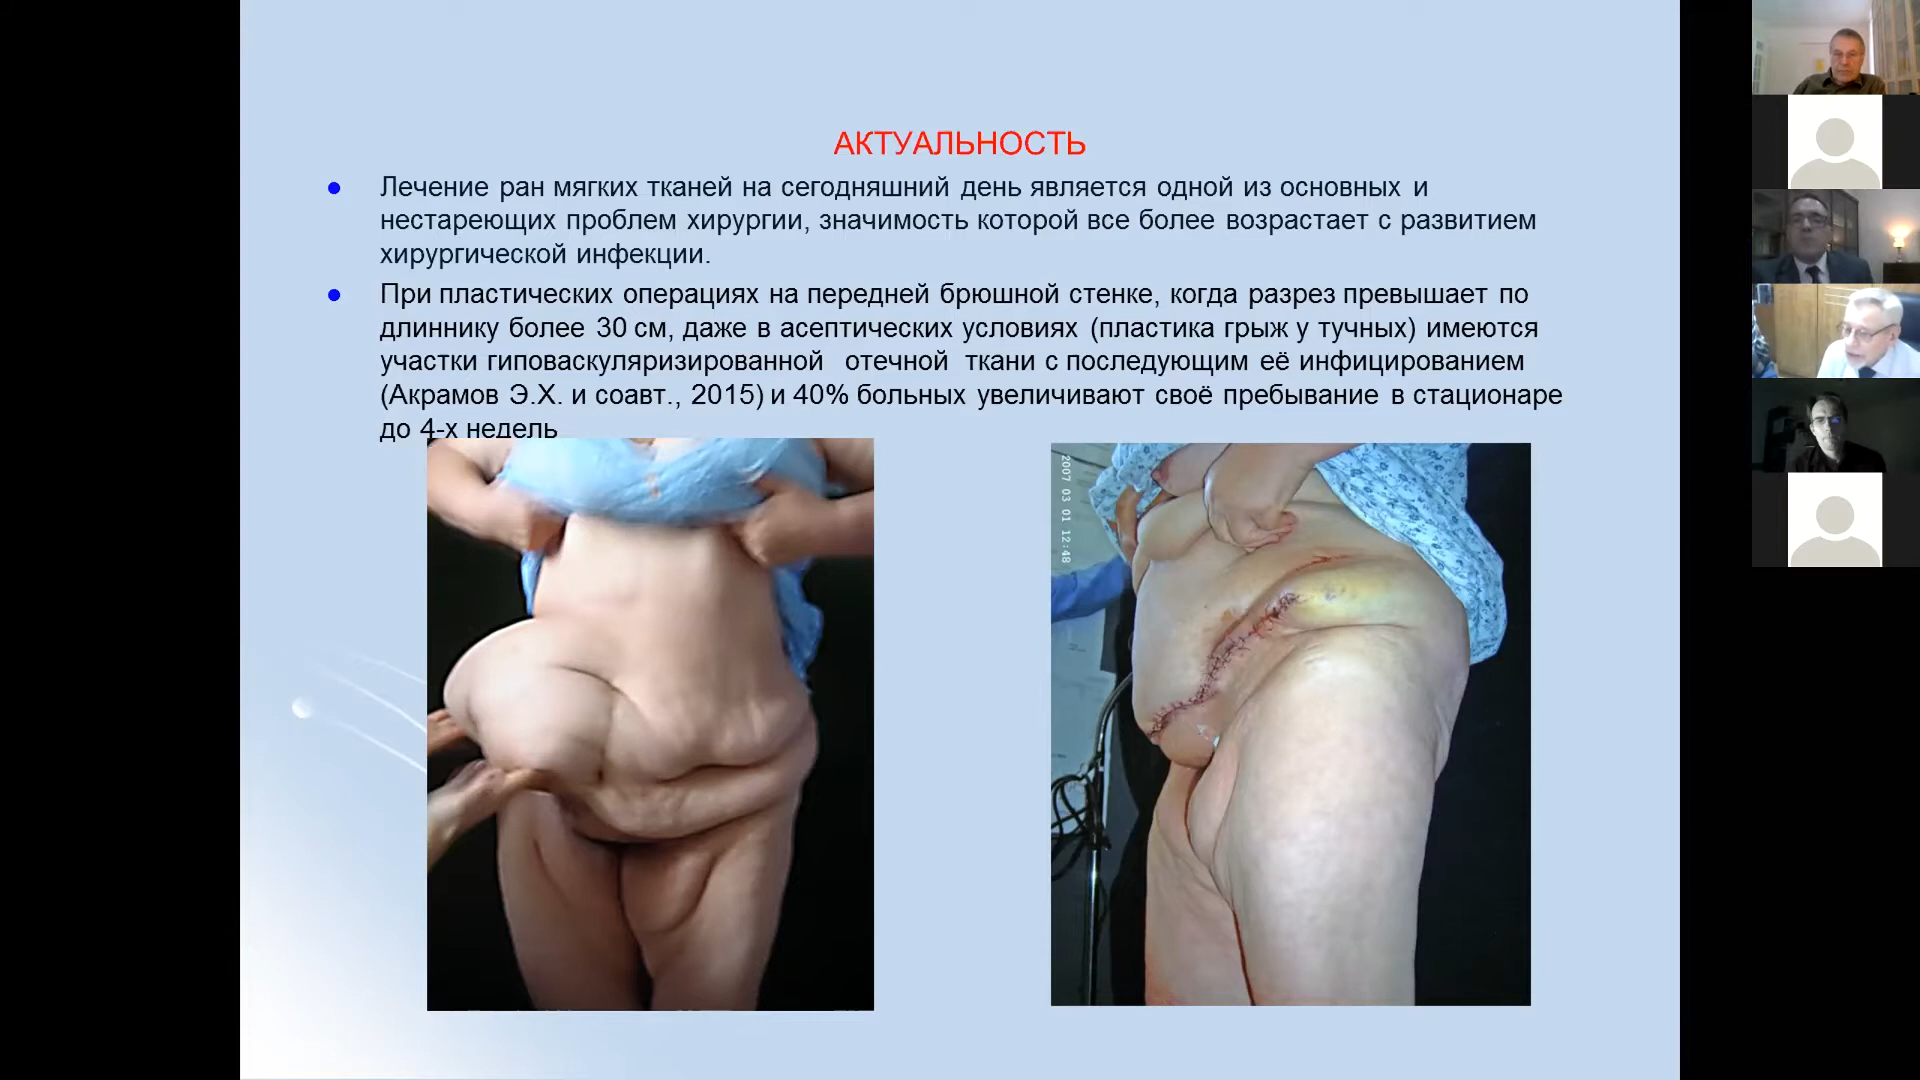 АКТУАЛЬНОСТЬ
Лечение ран мягких тканей на сегодняшний день является одной из основных и
нестареющих проблем хирургии, значимость которой все более возрастает с развитием
хирургической инфекции.
При пластических операциях на передней брюшной стенке, когда разрез превышает по
длиннику более 30 см, даже в асептических условиях (пластика грыж у тучных) имеются
участки гиповаскуляризированной отечной ткани с последующим её инфицированием
(Акрамов Э.Х. и соавт., 2015) и 40% больных увеличивают своё пребывание в стационаре
до 4-х недель
2007 03 01 12:48